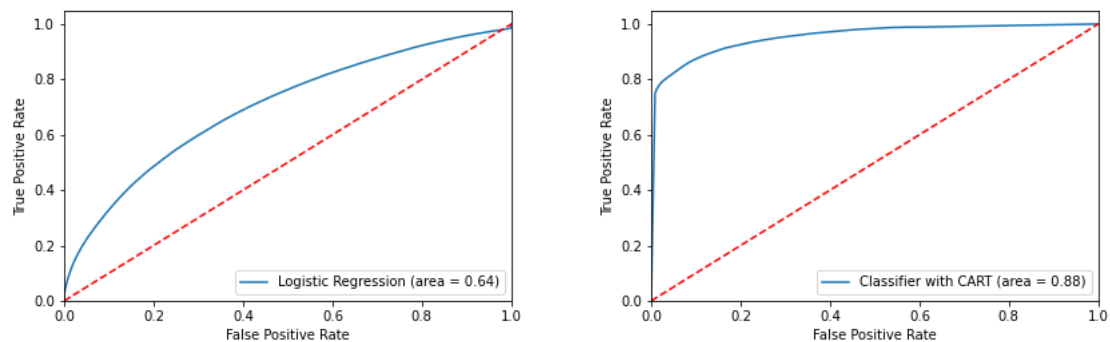 1.0
0.8
0.6
0.4
0.2
0.0
True Positive Rate
Logistic Regression (area = 0.64)
0.0 0.2 0.4 0.6 0.8 1.0
False Positive Rate
1.0
0.8
0.6
0.4
0.2
0.0
True Positive Rate
Classifier with CART (area = 0.88)
0.0 0.2 0.4 0.6 0.8 1.0
False Positive Rate